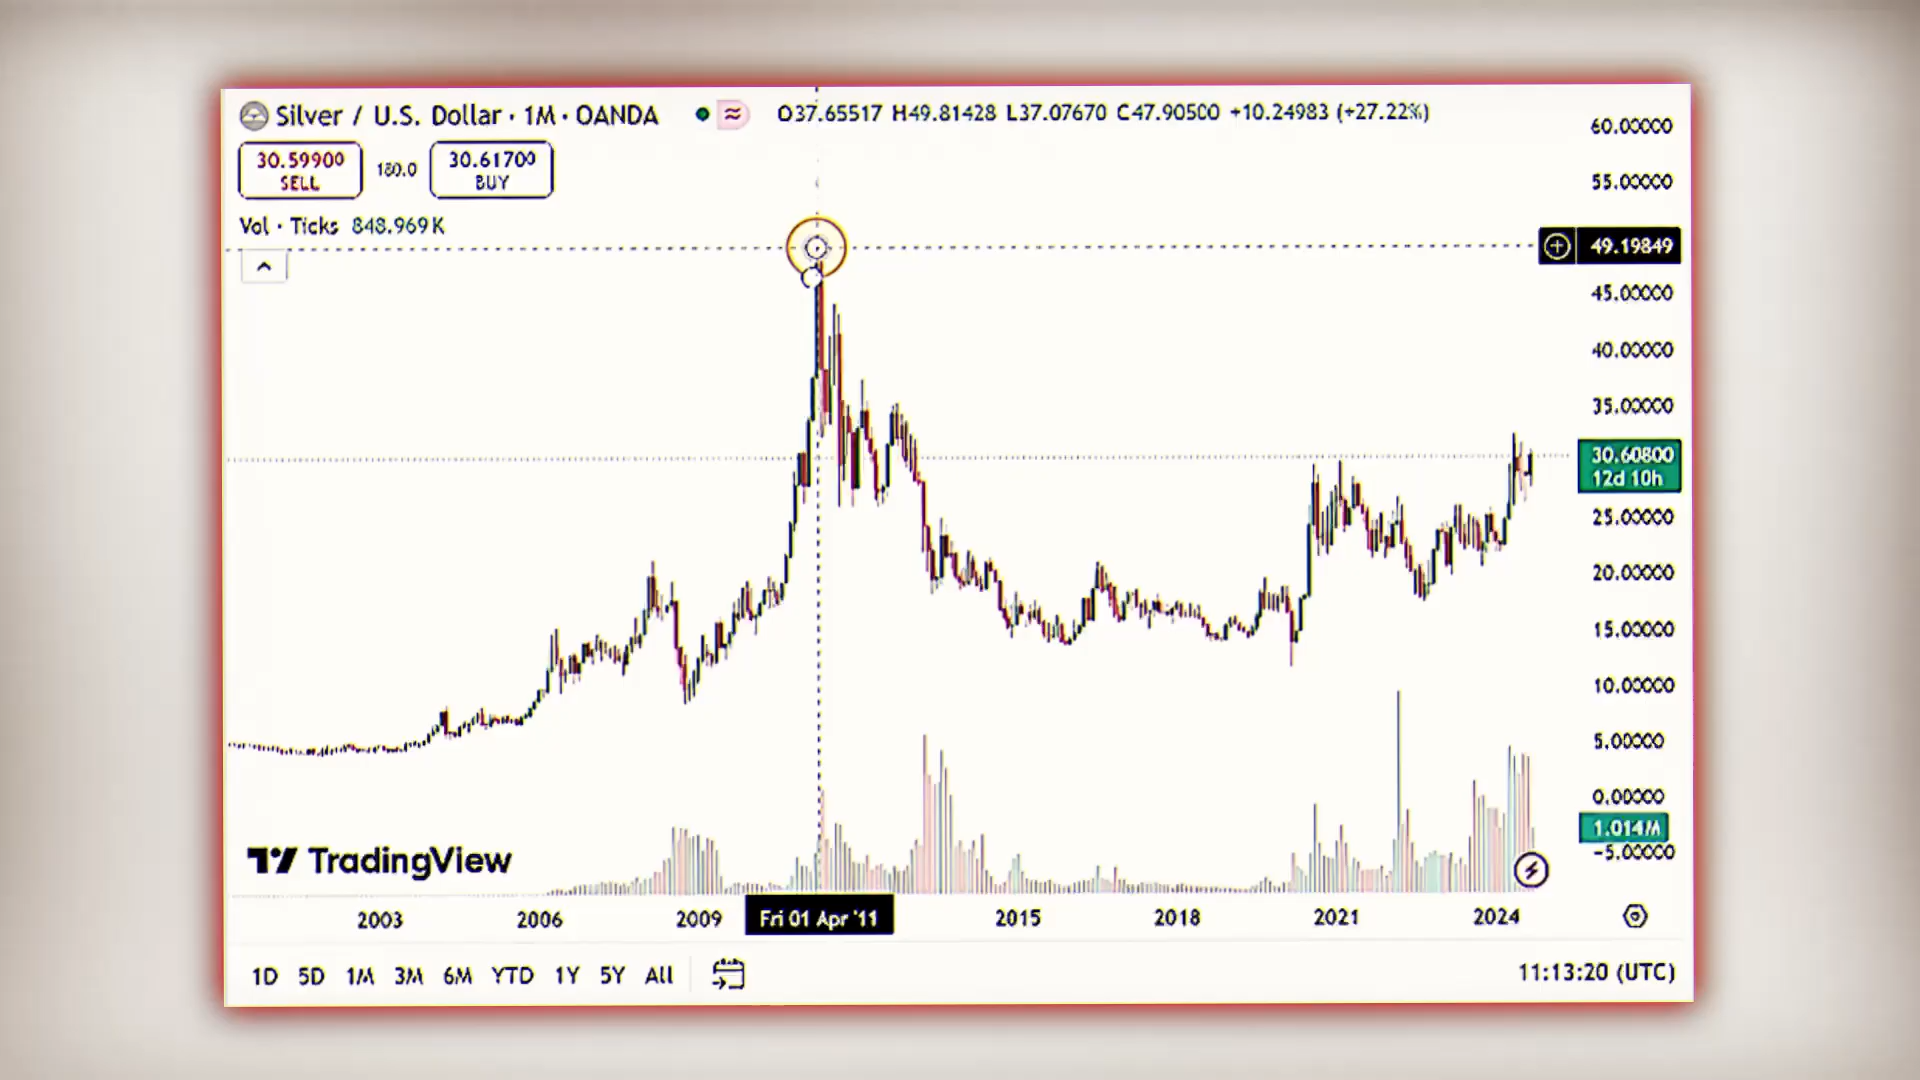 Silver / U.S. Dollar · 1M · OANDA
O37.65517 H49.81428 L37.07670 C47.90500 +10.24983 (+27.22%)
30.59900
SELL
180.0
30.61700
BUY
Vol · Ticks 848.969K
60.00000
55.00000
49.19849
45.00000
40.00000
35.00000
30.60800
12d 10h
25.00000
20.00000
15.00000
10.00000
5.00000
0.00000
1.014M
-5.00000
TradingView
2003 2006 2009 Fri 01 Apr '11 2015 2018 2021 2024
1D 5D 1M 3M 6M YTD 1Y 5Y All
11:13:20 (UTC)